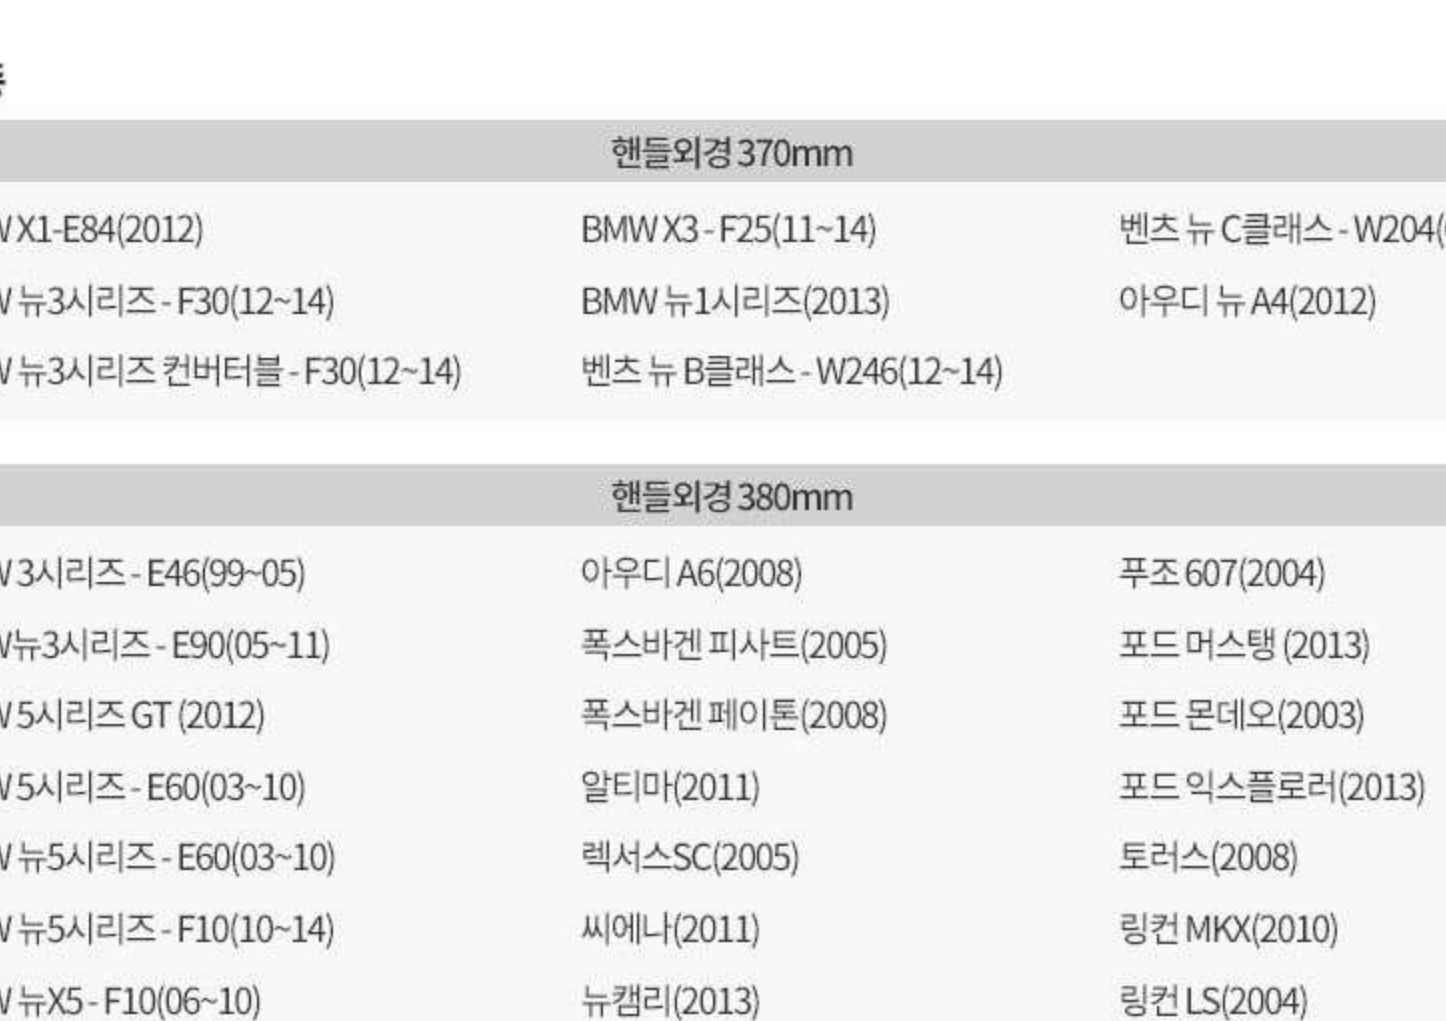 핸들외경 370mm
X1-E84(2012) BMW X3 - F25(11~14) 벤츠 뉴 C클래스 - W204(
뉴3시리즈 - F30(12~14) BMW 뉴1시리즈(2013) 아우디 뉴 A4(2012)
뉴3시리즈 컨버터블 - F30(12~14) 벤츠 뉴 B클래스 - W246(12~14)
핸들외경 380mm
3시리즈 - E46(99~05) 아우디 A6(2008) 푸조 607(2004)
뉴3시리즈 - E90(05~11) 폭스바겐 피사트(2005) 포드 머스탱 (2013)
5시리즈 GT (2012) 폭스바겐 페이톤(2008) 포드 몬데오(2003)
5시리즈 - E60(03~10) 알티마(2011) 포드 익스플로러(2013)
뉴5시리즈 - E60(03~10) 렉서스SC(2005) 토러스(2008)
뉴5시리즈 - F10(10~14) 씨에나(2011) 링컨 MKX(2010)
뉴X5 - F10(06~10) 뉴캠리(2013) 링컨 LS(2004)